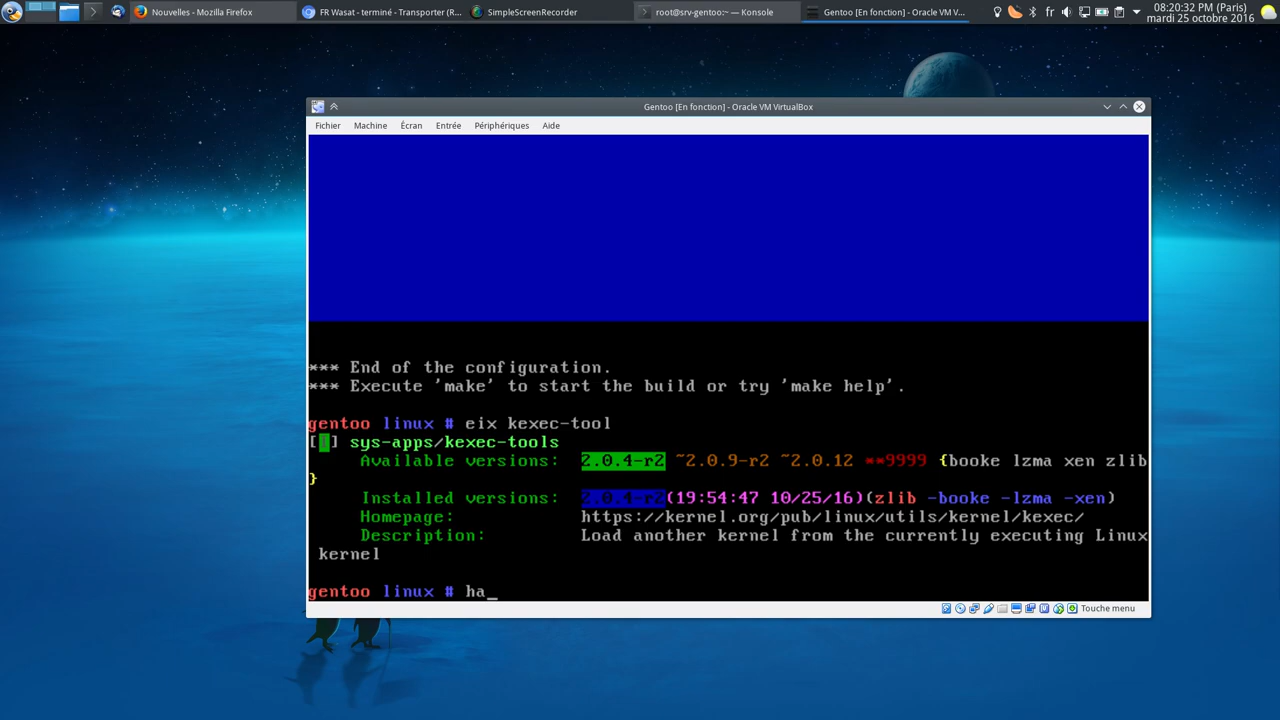 Nouvelles - Mozilla Firefox
FR Wasat - terminé - Transporter (R...
SimpleScreenRecorder
root@srv-gentoo:~ — Konsole
Gentoo [En fonction] - Oracle VM V...
fr
08:20:32 PM (Paris)
mardi 25 octobre 2016
Gentoo [En fonction] - Oracle VM VirtualBox
Fichier Machine Écran Entrée Périphériques Aide
*** End of the configuration.
*** Execute 'make' to start the build or try 'make help'.
gentoo linux # eix kexec-tool
[I] sys-apps/kexec-tools
Available versions: 2.0.4-r2 ~2.0.9-r2 ~2.0.12 **9999 {booke lzma xen zlib
}
Installed versions: 2.0.4-r2(19:54:47 10/25/16)(zlib -booke -lzma -xen)
Homepage: https://kernel.org/pub/linux/utils/kernel/kexec/
Description: Load another kernel from the currently executing Linux
kernel
gentoo linux # ha_
Touche menu